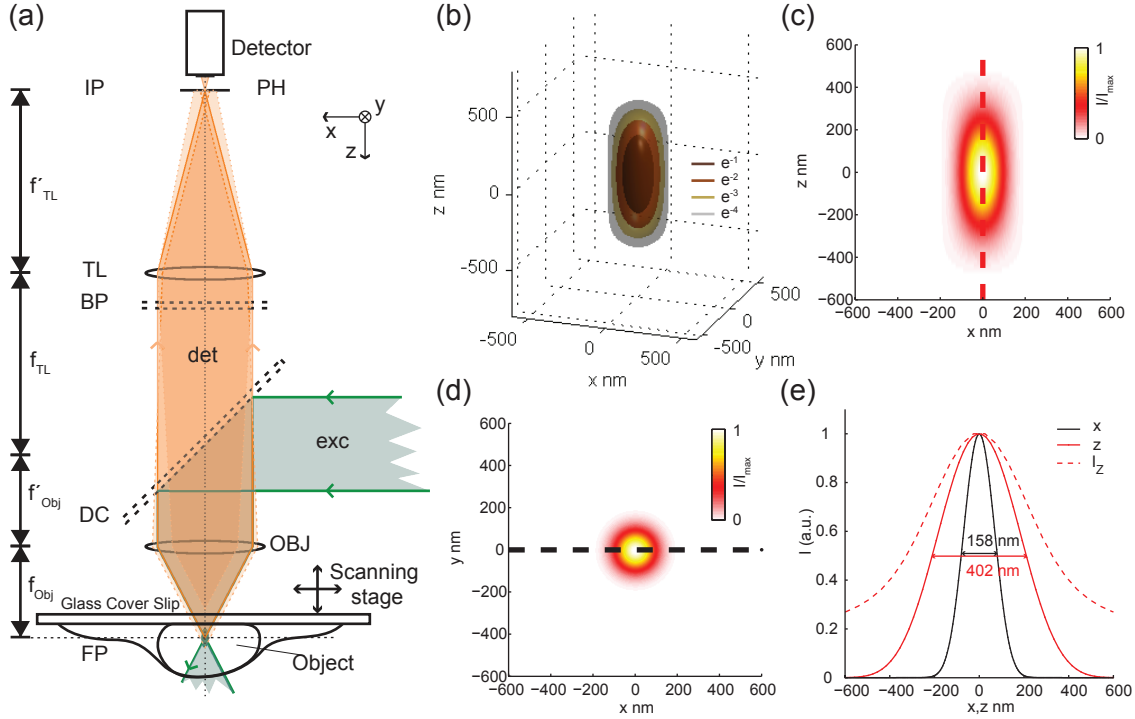 (a)
Detector
IP
PH
x
y
z
f´TL
TL
BP
det
fTL
exc
f´Obj
DC
OBJ
fObj
Scanning
stage
Glass Cover Slip
FP
Object
(b)
z nm
500
0
-500
e-1
e-2
e-3
e-4
-500
0
500
x nm
500
0
-500
y nm
(c)
z nm
600
400
200
0
−200
−400
−600
−600 −400 −200 0 200 400 600
x nm
1
0
I/Imax
(d)
y nm
600
400
200
0
−200
−400
−600
−600 −400 −200 0 200 400 600
x nm
1
0
I/Imax
(e)
I (a.u.)
1
0.8
0.6
0.4
0.2
0
x
z
IZ
158 nm
402 nm
−600 −400 −200 0 200 400 600
x,z nm